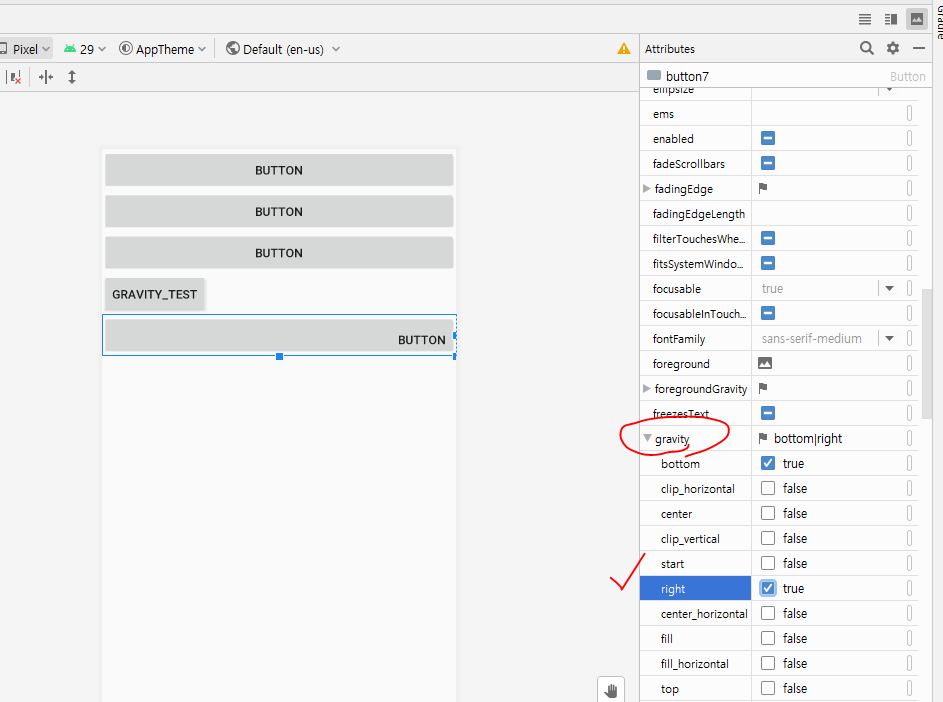 Gradle
Pixel 29 AppTheme Default (en-us)
Attributes
button7 Button
ellipsize
ems
enabled
fadeScrollbars
fadingEdge
fadingEdgeLength
filterTouchesWhe...
fitsSystemWindo...
focusable true
focusableInTouch...
fontFamily sans-serif-medium
foreground
foregroundGravity
freezesText
gravity bottom|right
bottom true
clip_horizontal false
center false
clip_vertical false
start false
right true
center_horizontal false
fill false
fill_horizontal false
top false
BUTTON
BUTTON
BUTTON
GRAVITY_TEST
BUTTON